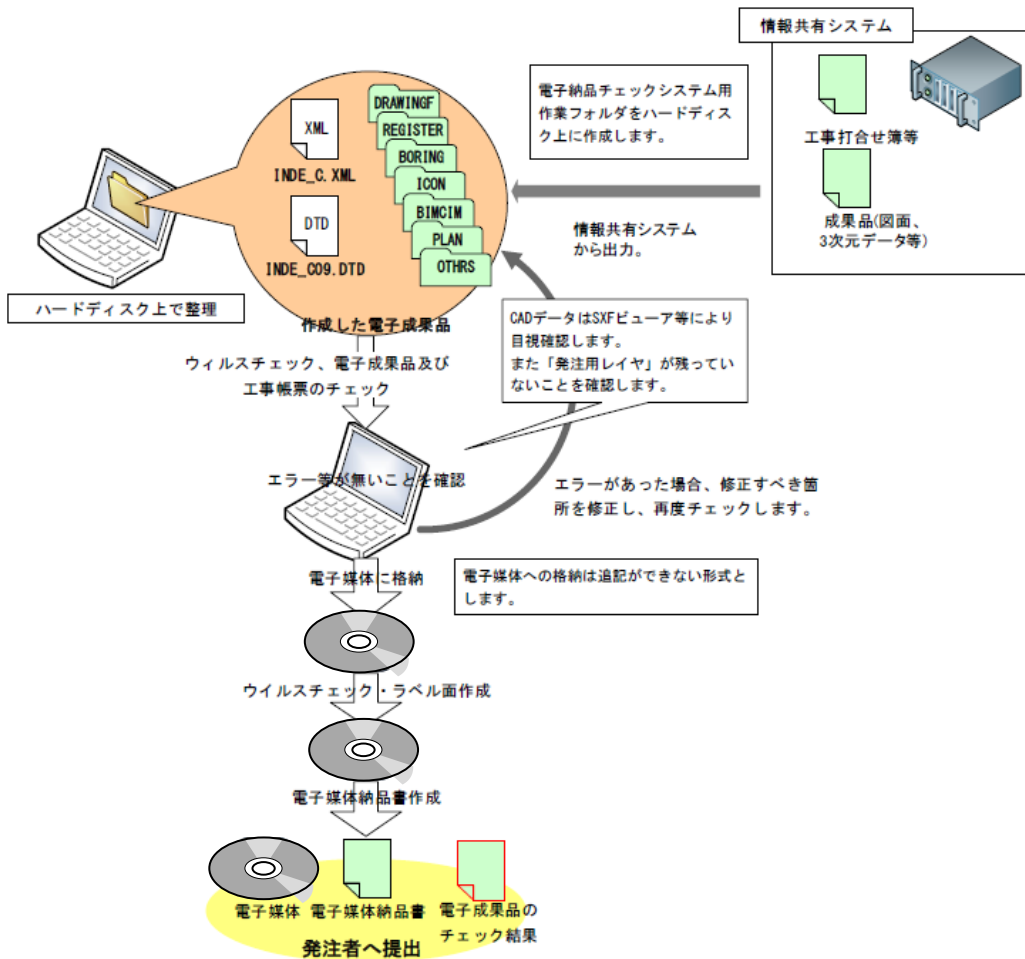 情報共有システム
工事打合せ簿等
成果品(図面、
3次元データ等)
電子納品チェックシステム用
作業フォルダをハードディス
ク上に作成します。
情報共有システム
から出力。
XML
INDE_C.XML
DTD
INDE_C09.DTD
DRAWINGF
REGISTER
BORING
ICON
BIMCIM
PLAN
OTHRS
作成した電子成果品
ハードディスク上で整理
CADデータはSXFビューア等により
目視確認します。
また「発注用レイヤ」が残ってい
ないことを確認します。
ウィルスチェック、電子成果品及び
工事帳票のチェック
エラー等が無いことを確認
エラーがあった場合、修正すべき箇
所を修正し、再度チェックします。
電子媒体に格納
電子媒体への格納は追記ができない形式と
します。
ウイルスチェック・ラベル面作成
電子媒体納品書作成
電子媒体
電子媒体納品書
電子成果品の
チェック結果
発注者へ提出